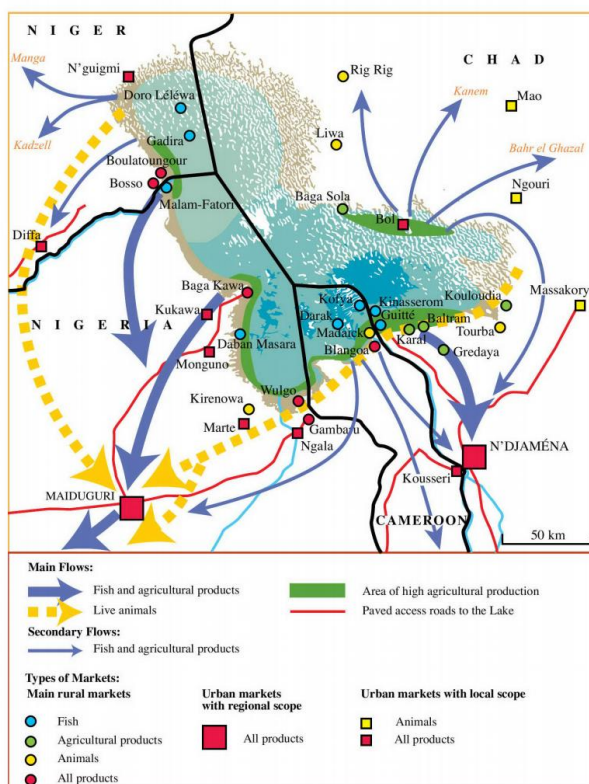 NIGER
CHAD
Manga
N'guigmi
Rig Rig
Kanem
Mao
Doro Léléwa
Kadzell
Gadira
Liwa
Bahr el Ghazal
Boulatoungour
Bosso
Ngouri
Malam-Fatori
Baga Sola
Bol
Diffa
Massakory
Baga Kawa
Kofya
Kinasserom
Kouloudia
Kukawa
Darak
Guitté
Baltram
NIGERIA
Madaick
Karal
Tourba
Daban Masara
Blangoa
Gredaya
Monguno
Kirenowa
Wulgo
Marte
Gambaru
Ngala
N'DJAMÉNA
Kousseri
MAIDUGURI
CAMEROON
50 km
Main Flows:
Fish and agricultural products
Live animals
Area of high agricultural production
Paved access roads to the Lake
Secondary Flows:
Fish and agricultural products
Types of Markets:
Main rural markets
Fish
Agricultural products
Animals
All products
Urban markets
with regional scope
All products
Urban markets with local scope
Animals
All products